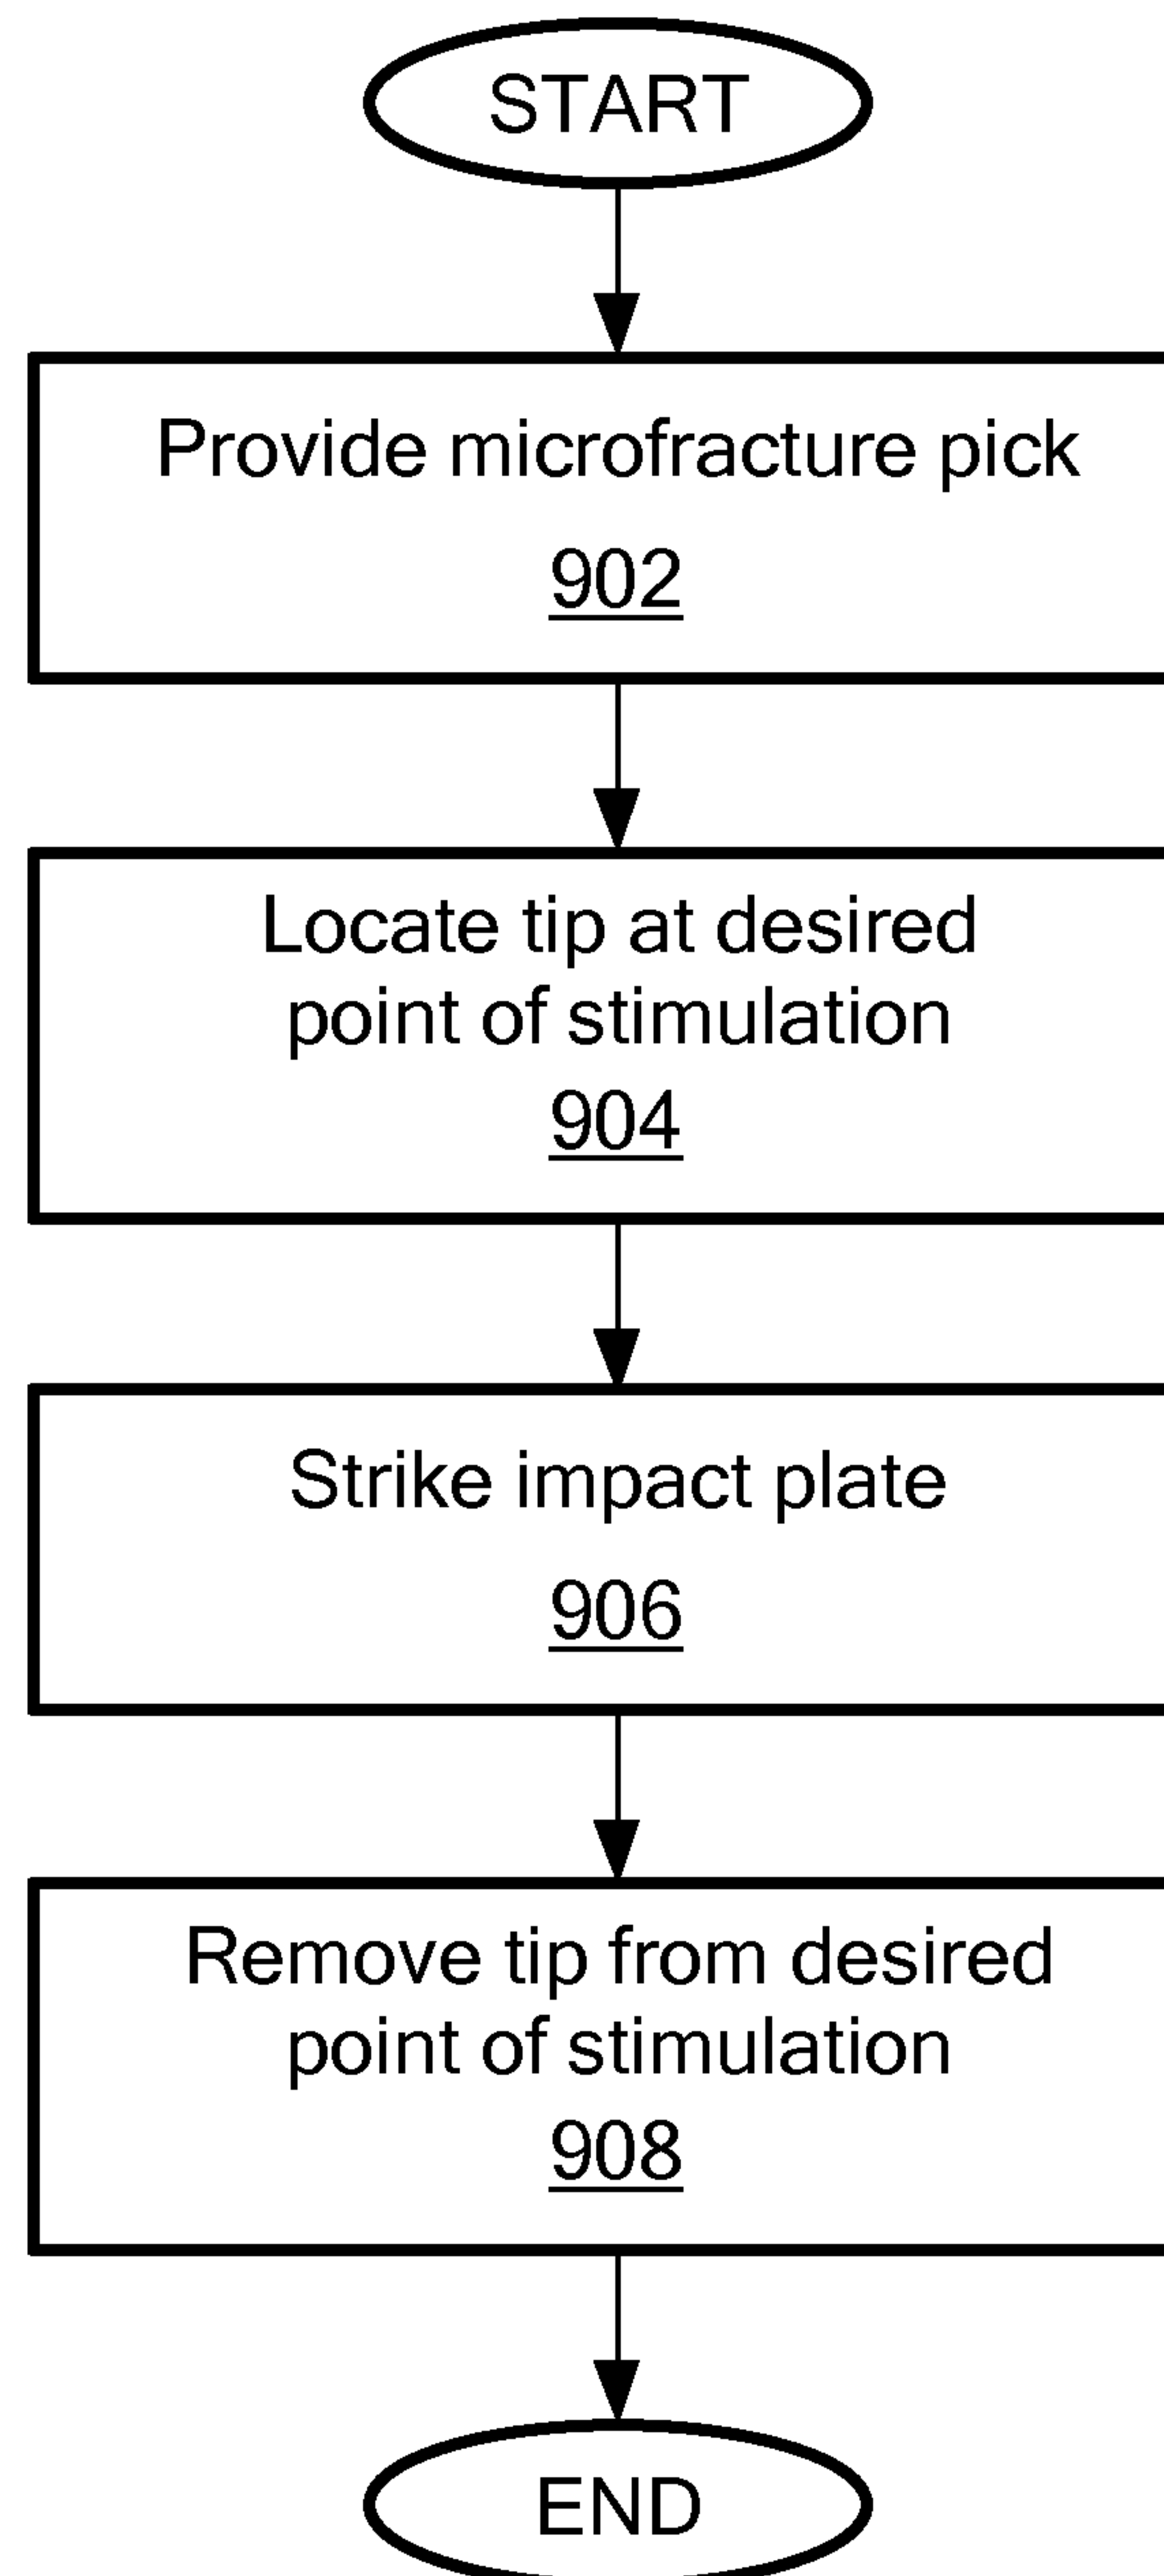 START
Provide microfracture pick
902
Locate tip at desired
point of stimulation
904
Strike impact plate
906
Remove tip from desired
point of stimulation
908
END